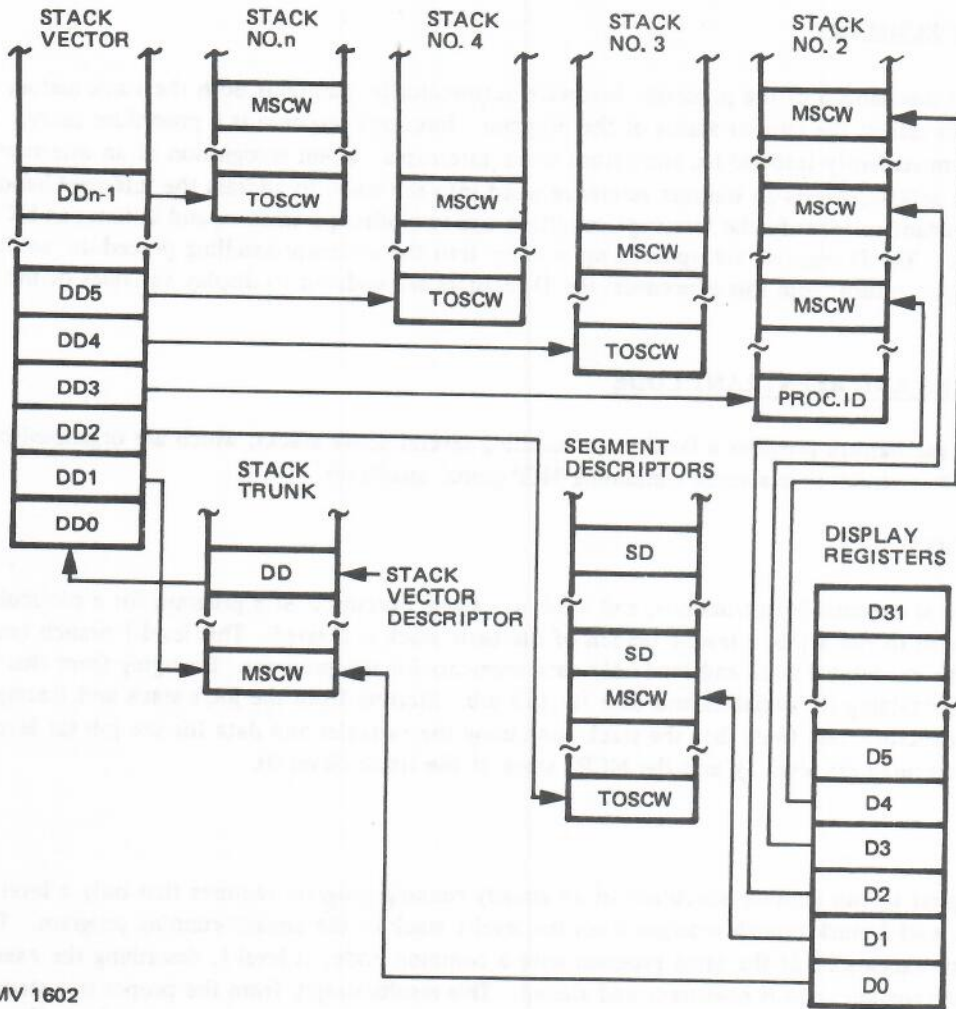 STACK
VECTOR
STACK
NO.n
STACK
NO. 4
STACK
NO. 3
STACK
NO. 2
MSCW
MSCW
DDn-1
TOSCW
MSCW
MSCW
MSCW
DD5
TOSCW
MSCW
DD4
TOSCW
DD3
PROC.ID
DD2
DD1
DD0
STACK
TRUNK
SEGMENT
DESCRIPTORS
DD
STACK
VECTOR
DESCRIPTOR
MSCW
SD
SD
MSCW
TOSCW
DISPLAY
REGISTERS
D31
D5
D4
D3
D2
D1
D0
MV 1602